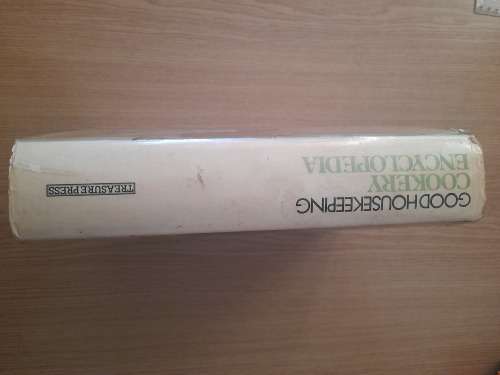 GOOD HOUSEKEEPING
COOKERY
ENCYCLOPEDIA
TREASURE PRESS